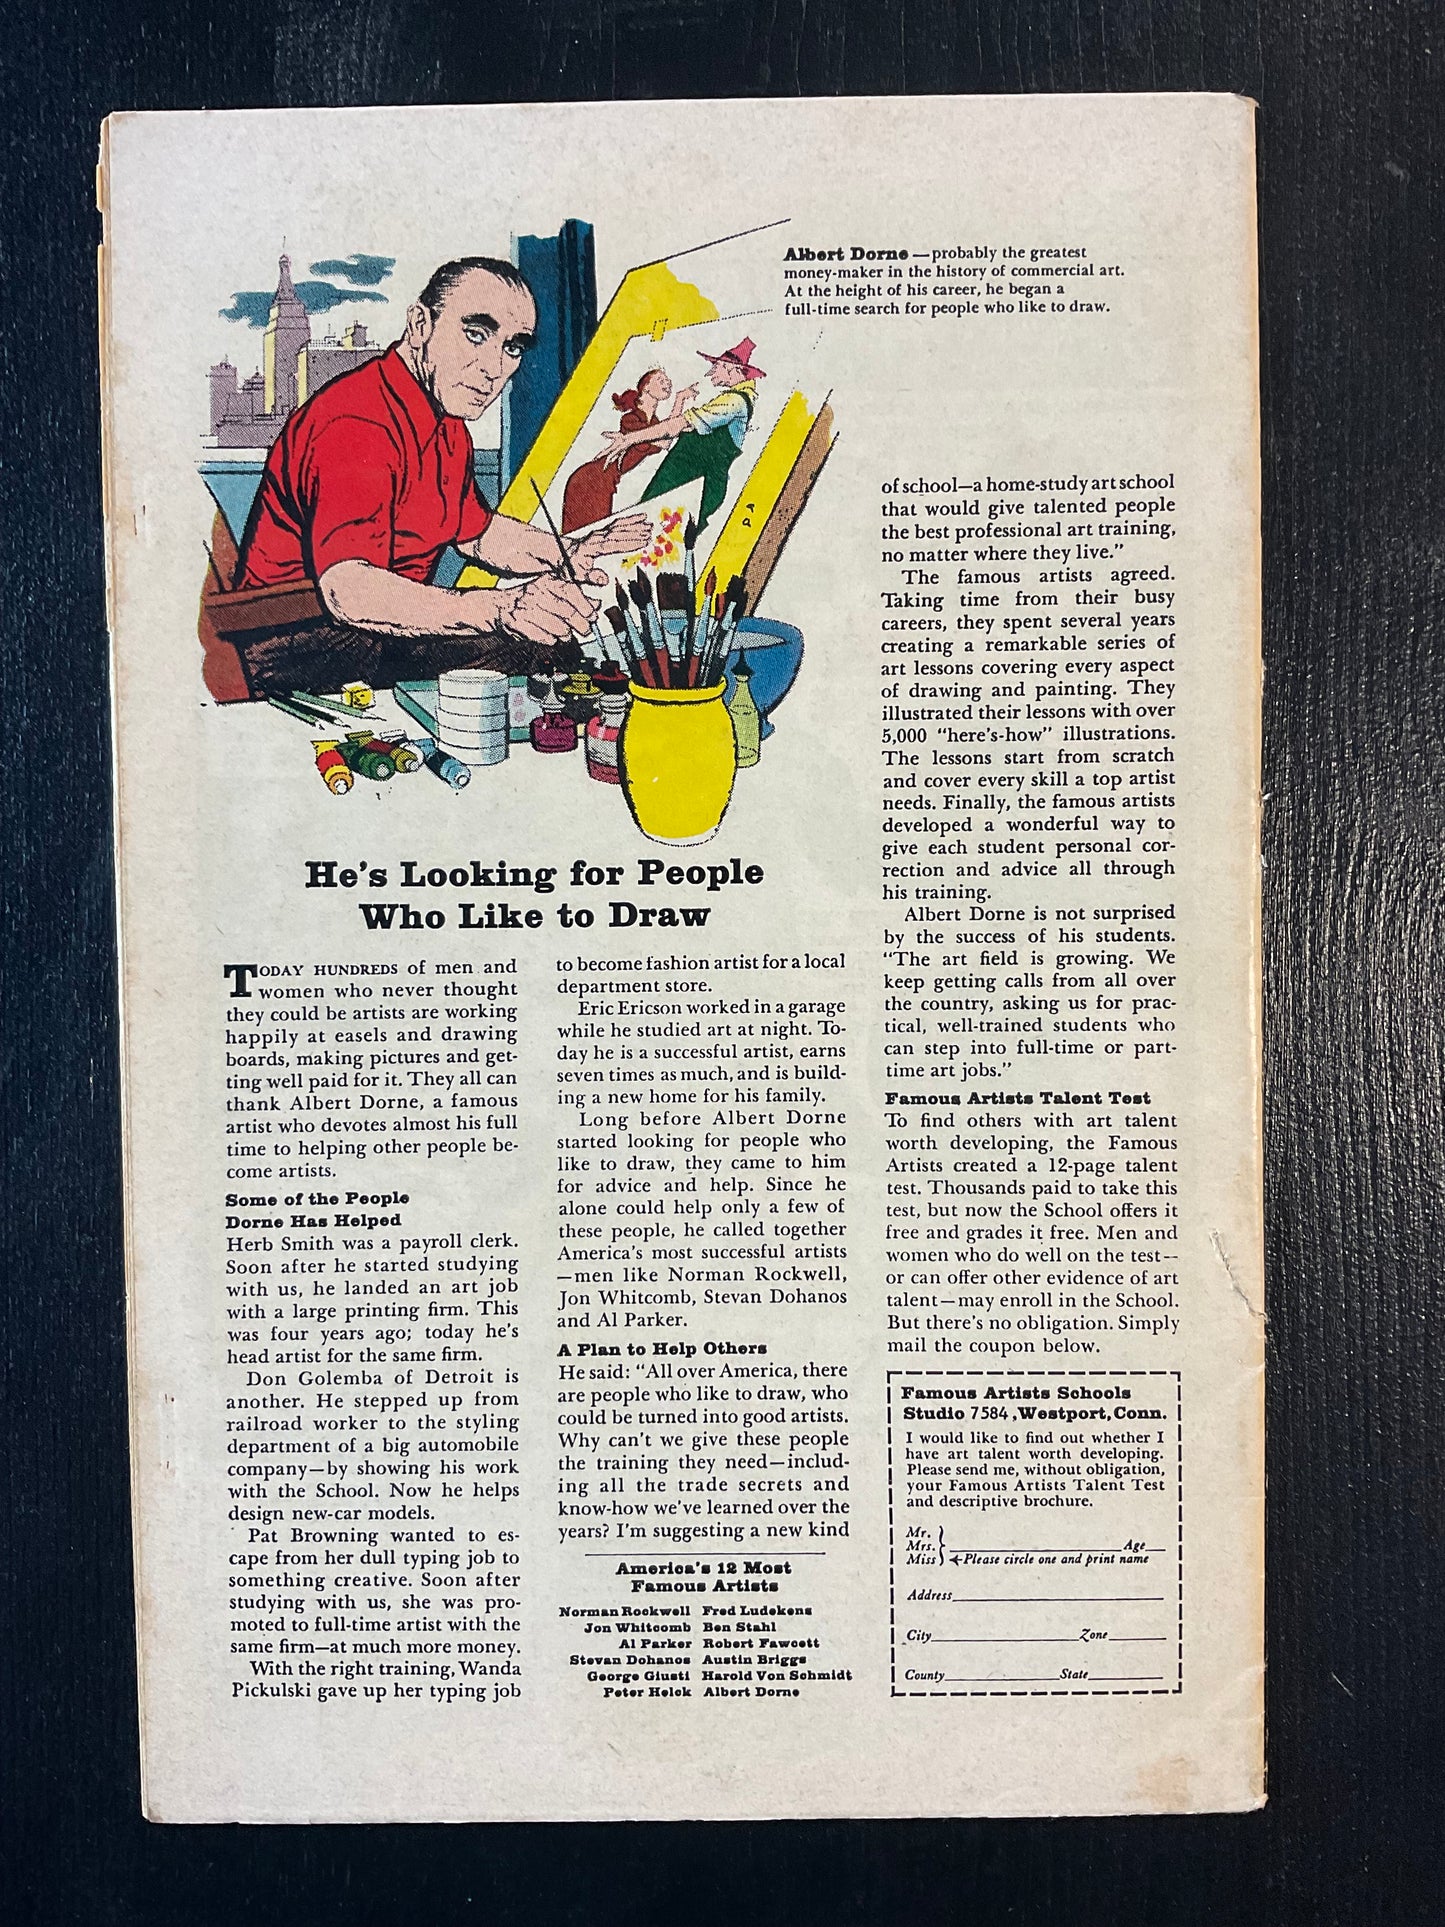 Albert Dorne — probably the greatest
money-maker in the history of commercial art.
At the height of his career, he began a
full-time search for people who like to draw.
He's Looking for People
Who Like to Draw
TODAY HUNDREDS of men and
women who never thought
they could be artists are working
happily at easels and drawing
boards, making pictures and get-
ting well paid for it. They all can
thank Albert Dorne, a famous
artist who devotes almost his full
time to helping other people be-
come artists.
Some of the People
Dorne Has Helped
Herb Smith was a payroll clerk.
Soon after he started studying
with us, he landed an art job
with a large printing firm. This
was four years ago; today he's
head artist for the same firm.
Don Golemba of Detroit is
another. He stepped up from
railroad worker to the styling
department of a big automobile
company—by showing his work
with the School. Now he helps
design new-car models.
Pat Browning wanted to es-
cape from her dull typing job to
something creative. Soon after
studying with us, she was pro-
moted to full-time artist with the
same firm—at much more money.
With the right training, Wanda
Pickulski gave up her typing job
to become fashion artist for a local
department store.
Eric Ericson worked in a garage
while he studied art at night. To-
day he is a successful artist, earns
seven times as much, and is build-
ing a new home for his family.
Long before Albert Dorne
started looking for people who
like to draw, they came to him
for advice and help. Since he
alone could help only a few of
these people, he called together
America's most successful artists
—men like Norman Rockwell,
Jon Whitcomb, Stevan Dohanos
and Al Parker.
A Plan to Help Others
He said: "All over America, there
are people who like to draw, who
could be turned into good artists.
Why can't we give these people
the training they need—includ-
ing all the trade secrets and
know-how we've learned over the
years? I'm suggesting a new kind
America's 12 Most
Famous Artists
Norman Rockwell Fred Ludekens
Jon Whitcomb Ben Stahl
Al Parker Robert Fawcett
Stevan Dohanos Austin Briggs
George Giusti Harold Von Schmidt
Peter Helck Albert Dorne
of school—a home-study art school
that would give talented people
the best professional art training,
no matter where they live."
The famous artists agreed.
Taking time from their busy
careers, they spent several years
creating a remarkable series of
art lessons covering every aspect
of drawing and painting. They
illustrated their lessons with over
5,000 "here's-how" illustrations.
The lessons start from scratch
and cover every skill a top artist
needs. Finally, the famous artists
developed a wonderful way to
give each student personal cor-
rection and advice all through
his training.
Albert Dorne is not surprised
by the success of his students.
"The art field is growing. We
keep getting calls from all over
the country, asking us for prac-
tical, well-trained students who
can step into full-time or part-
time art jobs."
Famous Artists Talent Test
To find others with art talent
worth developing, the Famous
Artists created a 12-page talent
test. Thousands paid to take this
test, but now the School offers it
free and grades it free. Men and
women who do well on the test—
or can offer other evidence of art
talent—may enroll in the School.
But there's no obligation. Simply
mail the coupon below.
Famous Artists Schools
Studio 7584, Westport, Conn.
I would like to find out whether I
have art talent worth developing.
Please send me, without obligation,
your Famous Artists Talent Test
and descriptive brochure.
Mr.
Mrs. Age
Miss Please circle one and print name
Address
City Zone
County State